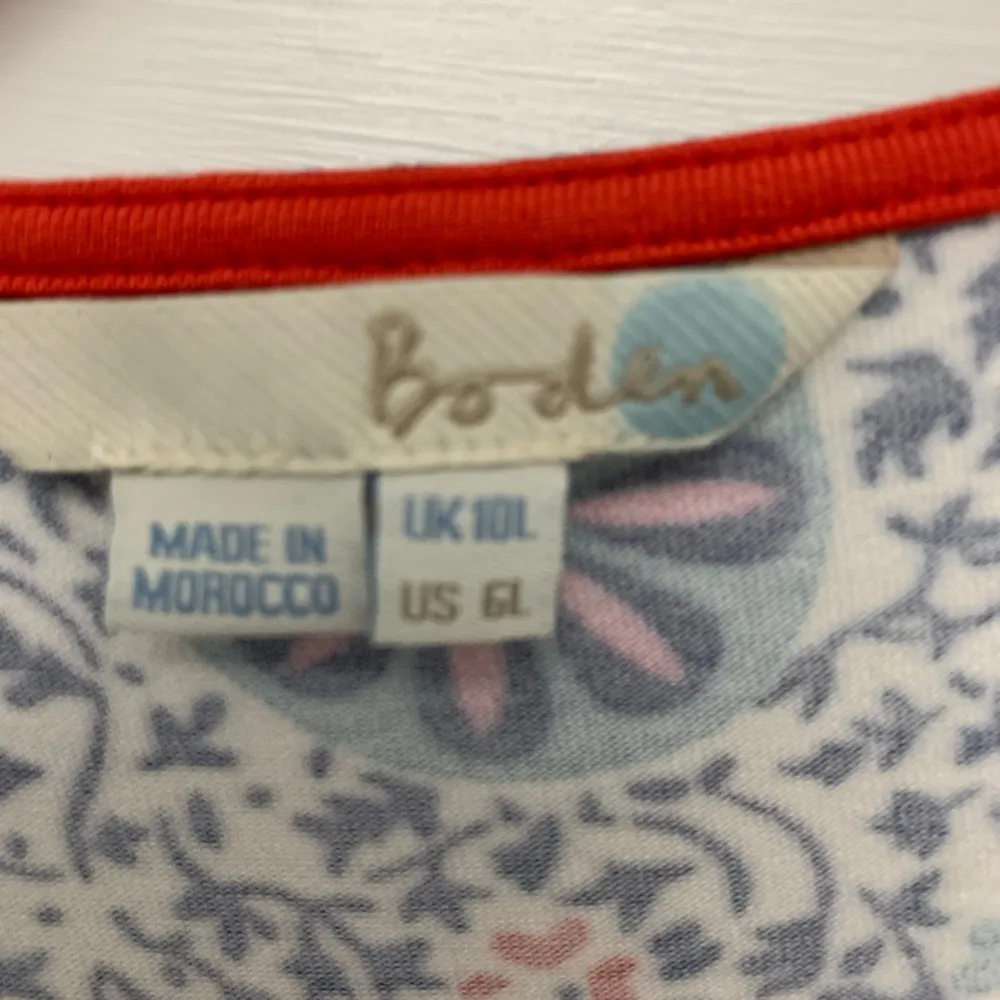 Boden
MADE IN
MOROCCO
UK 10L
US 6L